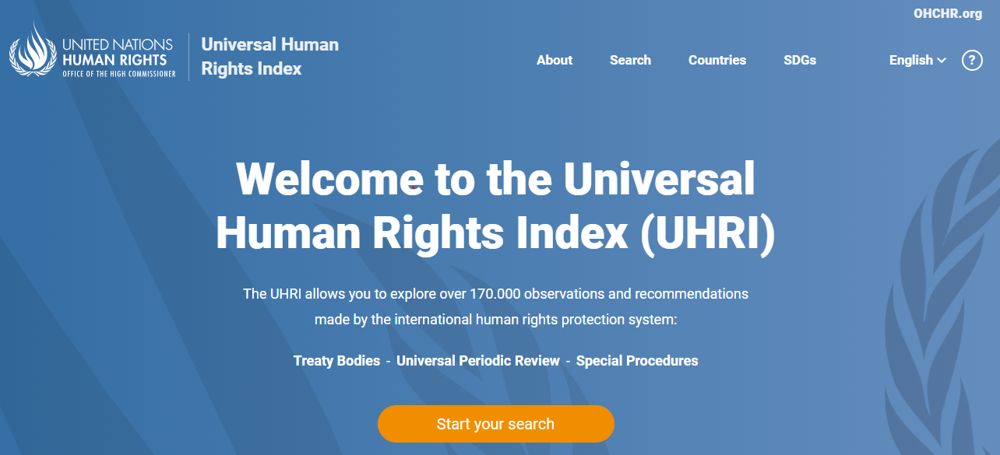 OHCHR.org
UNITED NATIONS
HUMAN RIGHTS
OFFICE OF THE HIGH COMMISSIONER
Universal Human
Rights Index
About Search Countries SDGs English ?
Welcome to the Universal
Human Rights Index (UHRI)
The UHRI allows you to explore over 170.000 observations and recommendations
made by the international human rights protection system:
Treaty Bodies - Universal Periodic Review - Special Procedures
Start your search